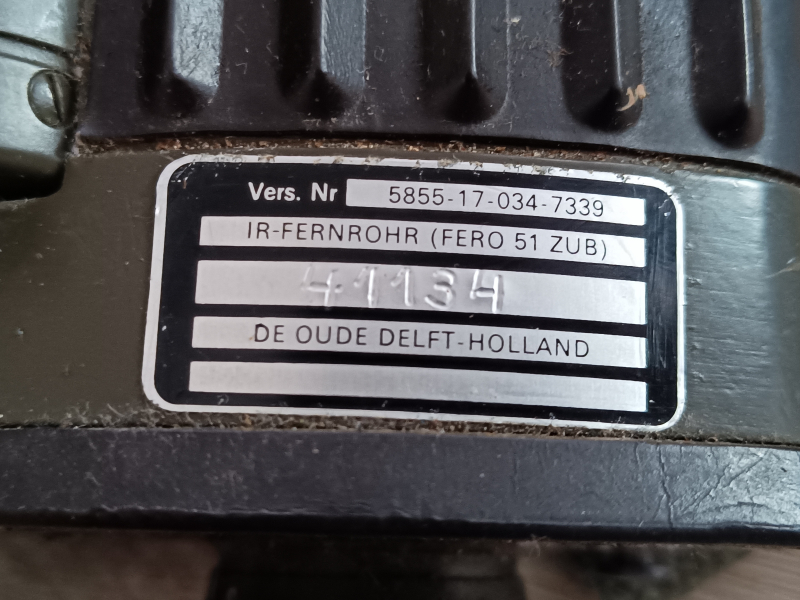 Vers. Nr 5855-17-034-7339
IR-FERNROHR (FERO 51 ZUB)
41134
DE OUDE DELFT-HOLLAND